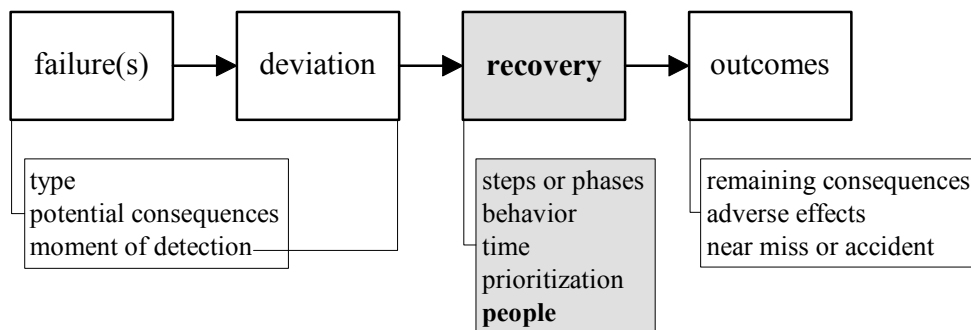 failure(s)
deviation
recovery
outcomes
type
potential consequences
moment of detection
steps or phases
behavior
time
prioritization
people
remaining consequences
adverse effects
near miss or accident